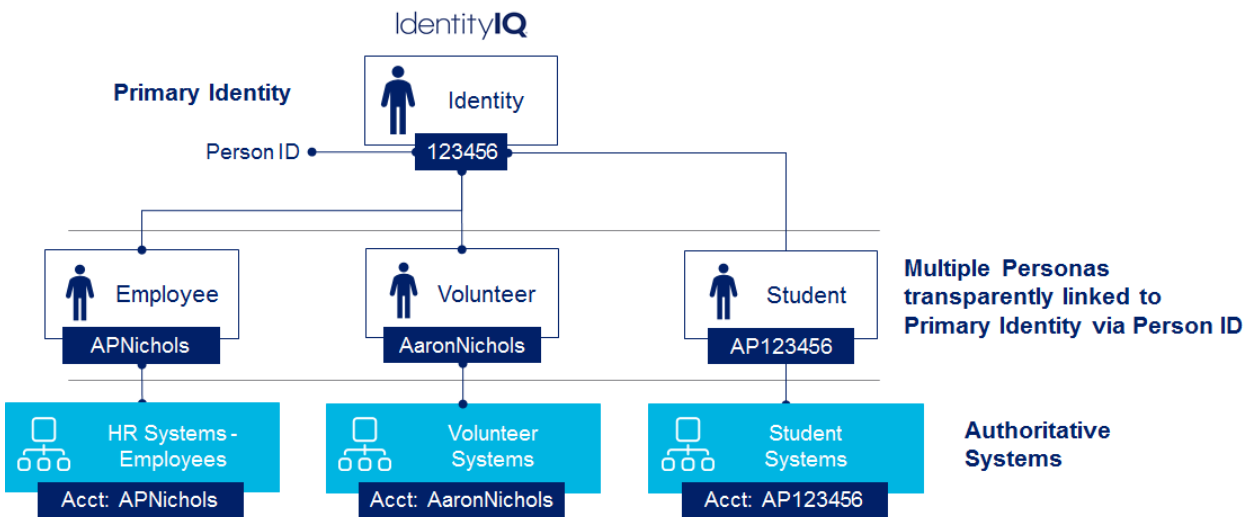 IdentityIQ
Primary Identity
Identity
Person ID
123456
Employee
APNichols
Volunteer
AaronNichols
Student
AP123456
Multiple Personas
transparently linked to
Primary Identity via Person ID
HR Systems -
Employees
Acct: APNichols
Volunteer
Systems
Acct: AaronNichols
Student
Systems
Acct: AP123456
Authoritative
Systems